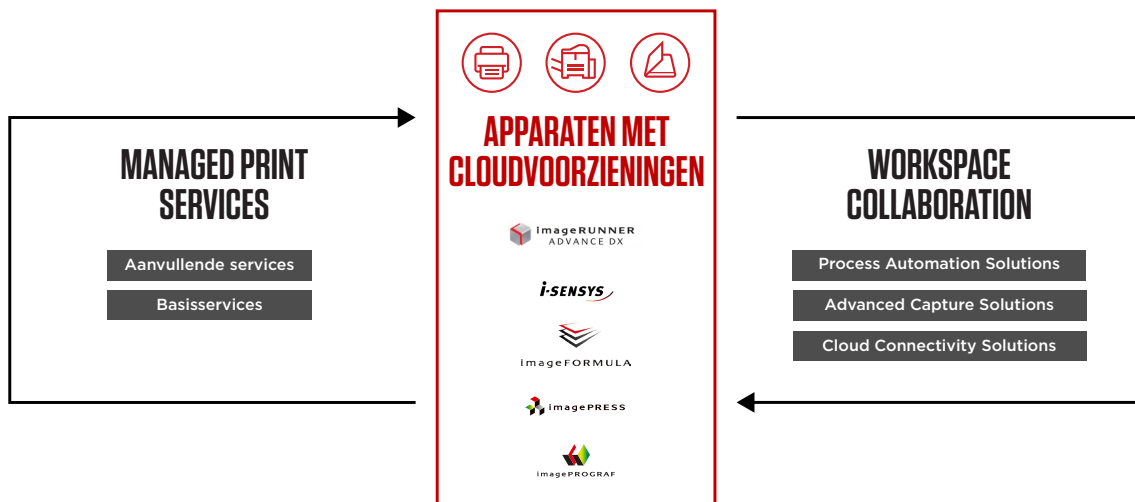 MANAGED PRINT
SERVICES
Aanvullende services
Basisservices
APPARATEN MET
CLOUDVOORZIENINGEN
imageRUNNER
ADVANCE DX
i-SENSYS
imageFORMULA
imagePRESS
imagePROGRAF
WORKSPACE
COLLABORATION
Process Automation Solutions
Advanced Capture Solutions
Cloud Connectivity Solutions